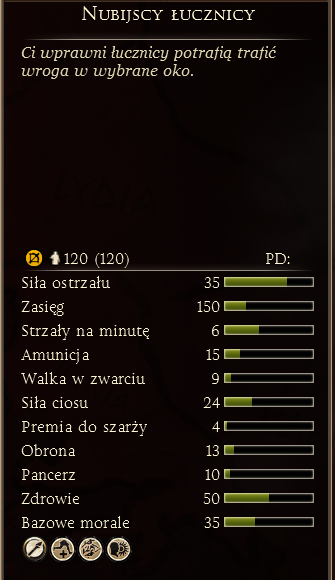 Nubijscy łucznicy
Ci wprawni łucznicy potrafią trafić
wroga w wybrane oko.
LYDIA
120 (120) PD:
Siła ostrzału 35
Zasięg 150
Strzały na minutę 6
Amunicja 15
Walka w zwarciu 9
Siła ciosu 24
Premia do szarży 4
Obrona 13
Pancerz 10
Zdrowie 50
Bazowe morale 35